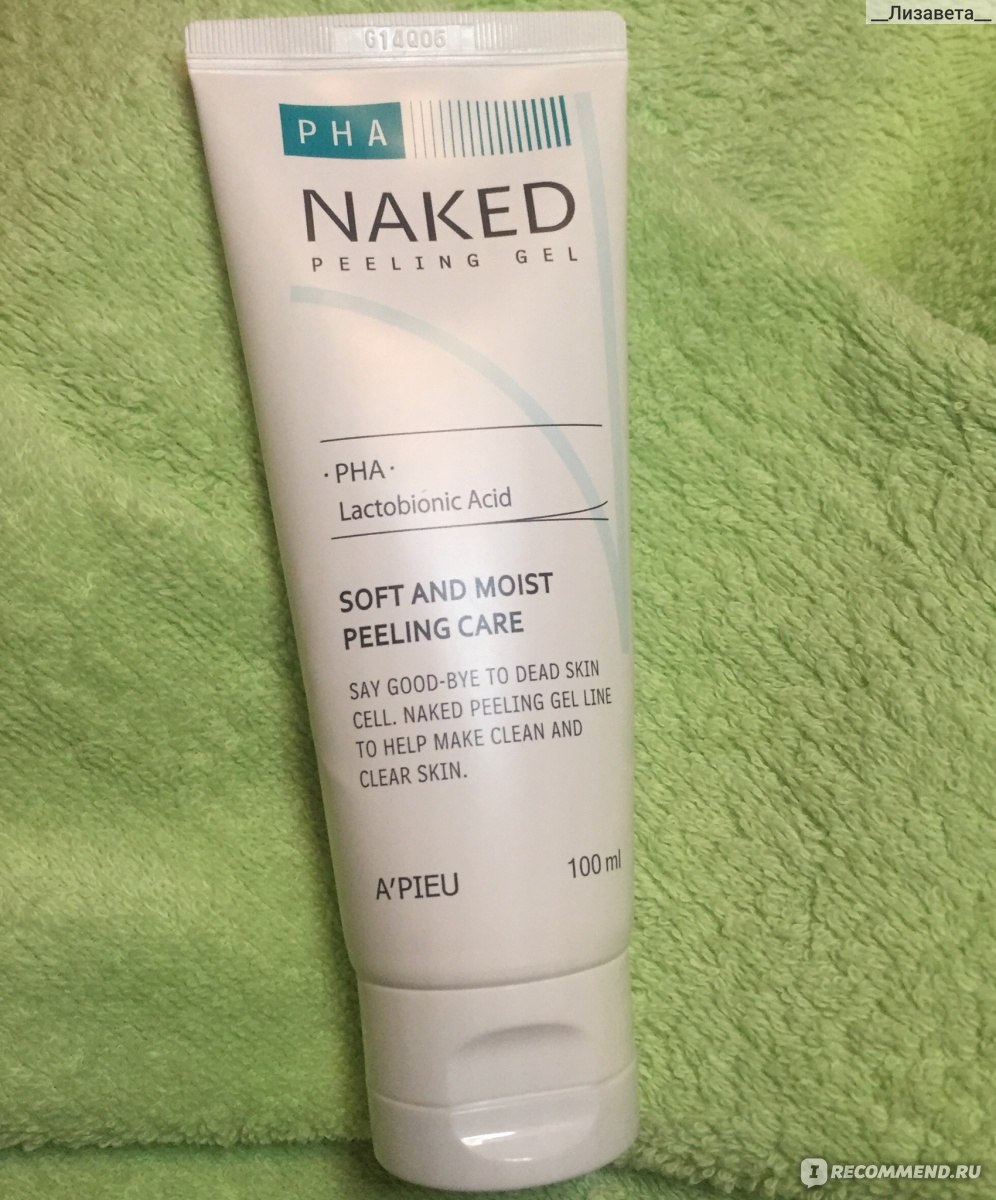 __Лизавета__
G14Q05
PHA
NAKED
PEELING GEL
· PHA ·
Lactobionic Acid
SOFT AND MOIST
PEELING CARE
SAY GOOD-BYE TO DEAD SKIN
CELL. NAKED PEELING GEL LINE
TO HELP MAKE CLEAN AND
CLEAR SKIN.
A'PIEU
100 ml
I RECOMMEND.RU